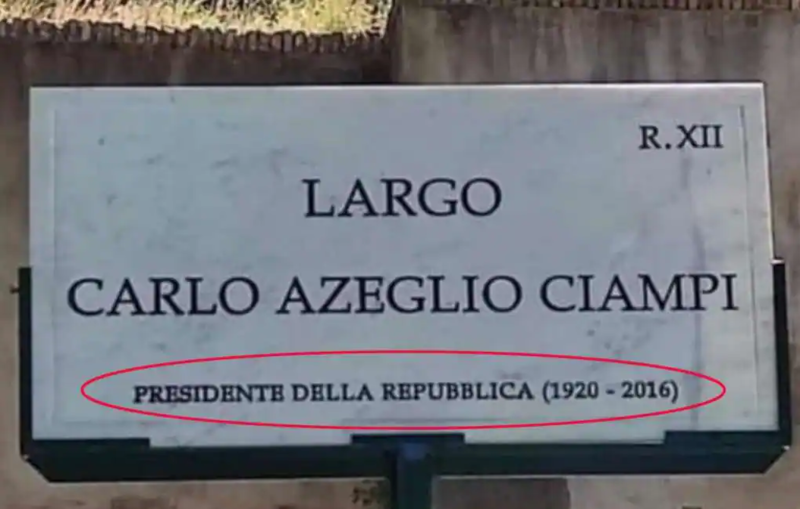 R.XII
LARGO
CARLO AZEGLIO CIAMPI
PRESIDENTE DELLA REPUBBLICA (1920 - 2016)